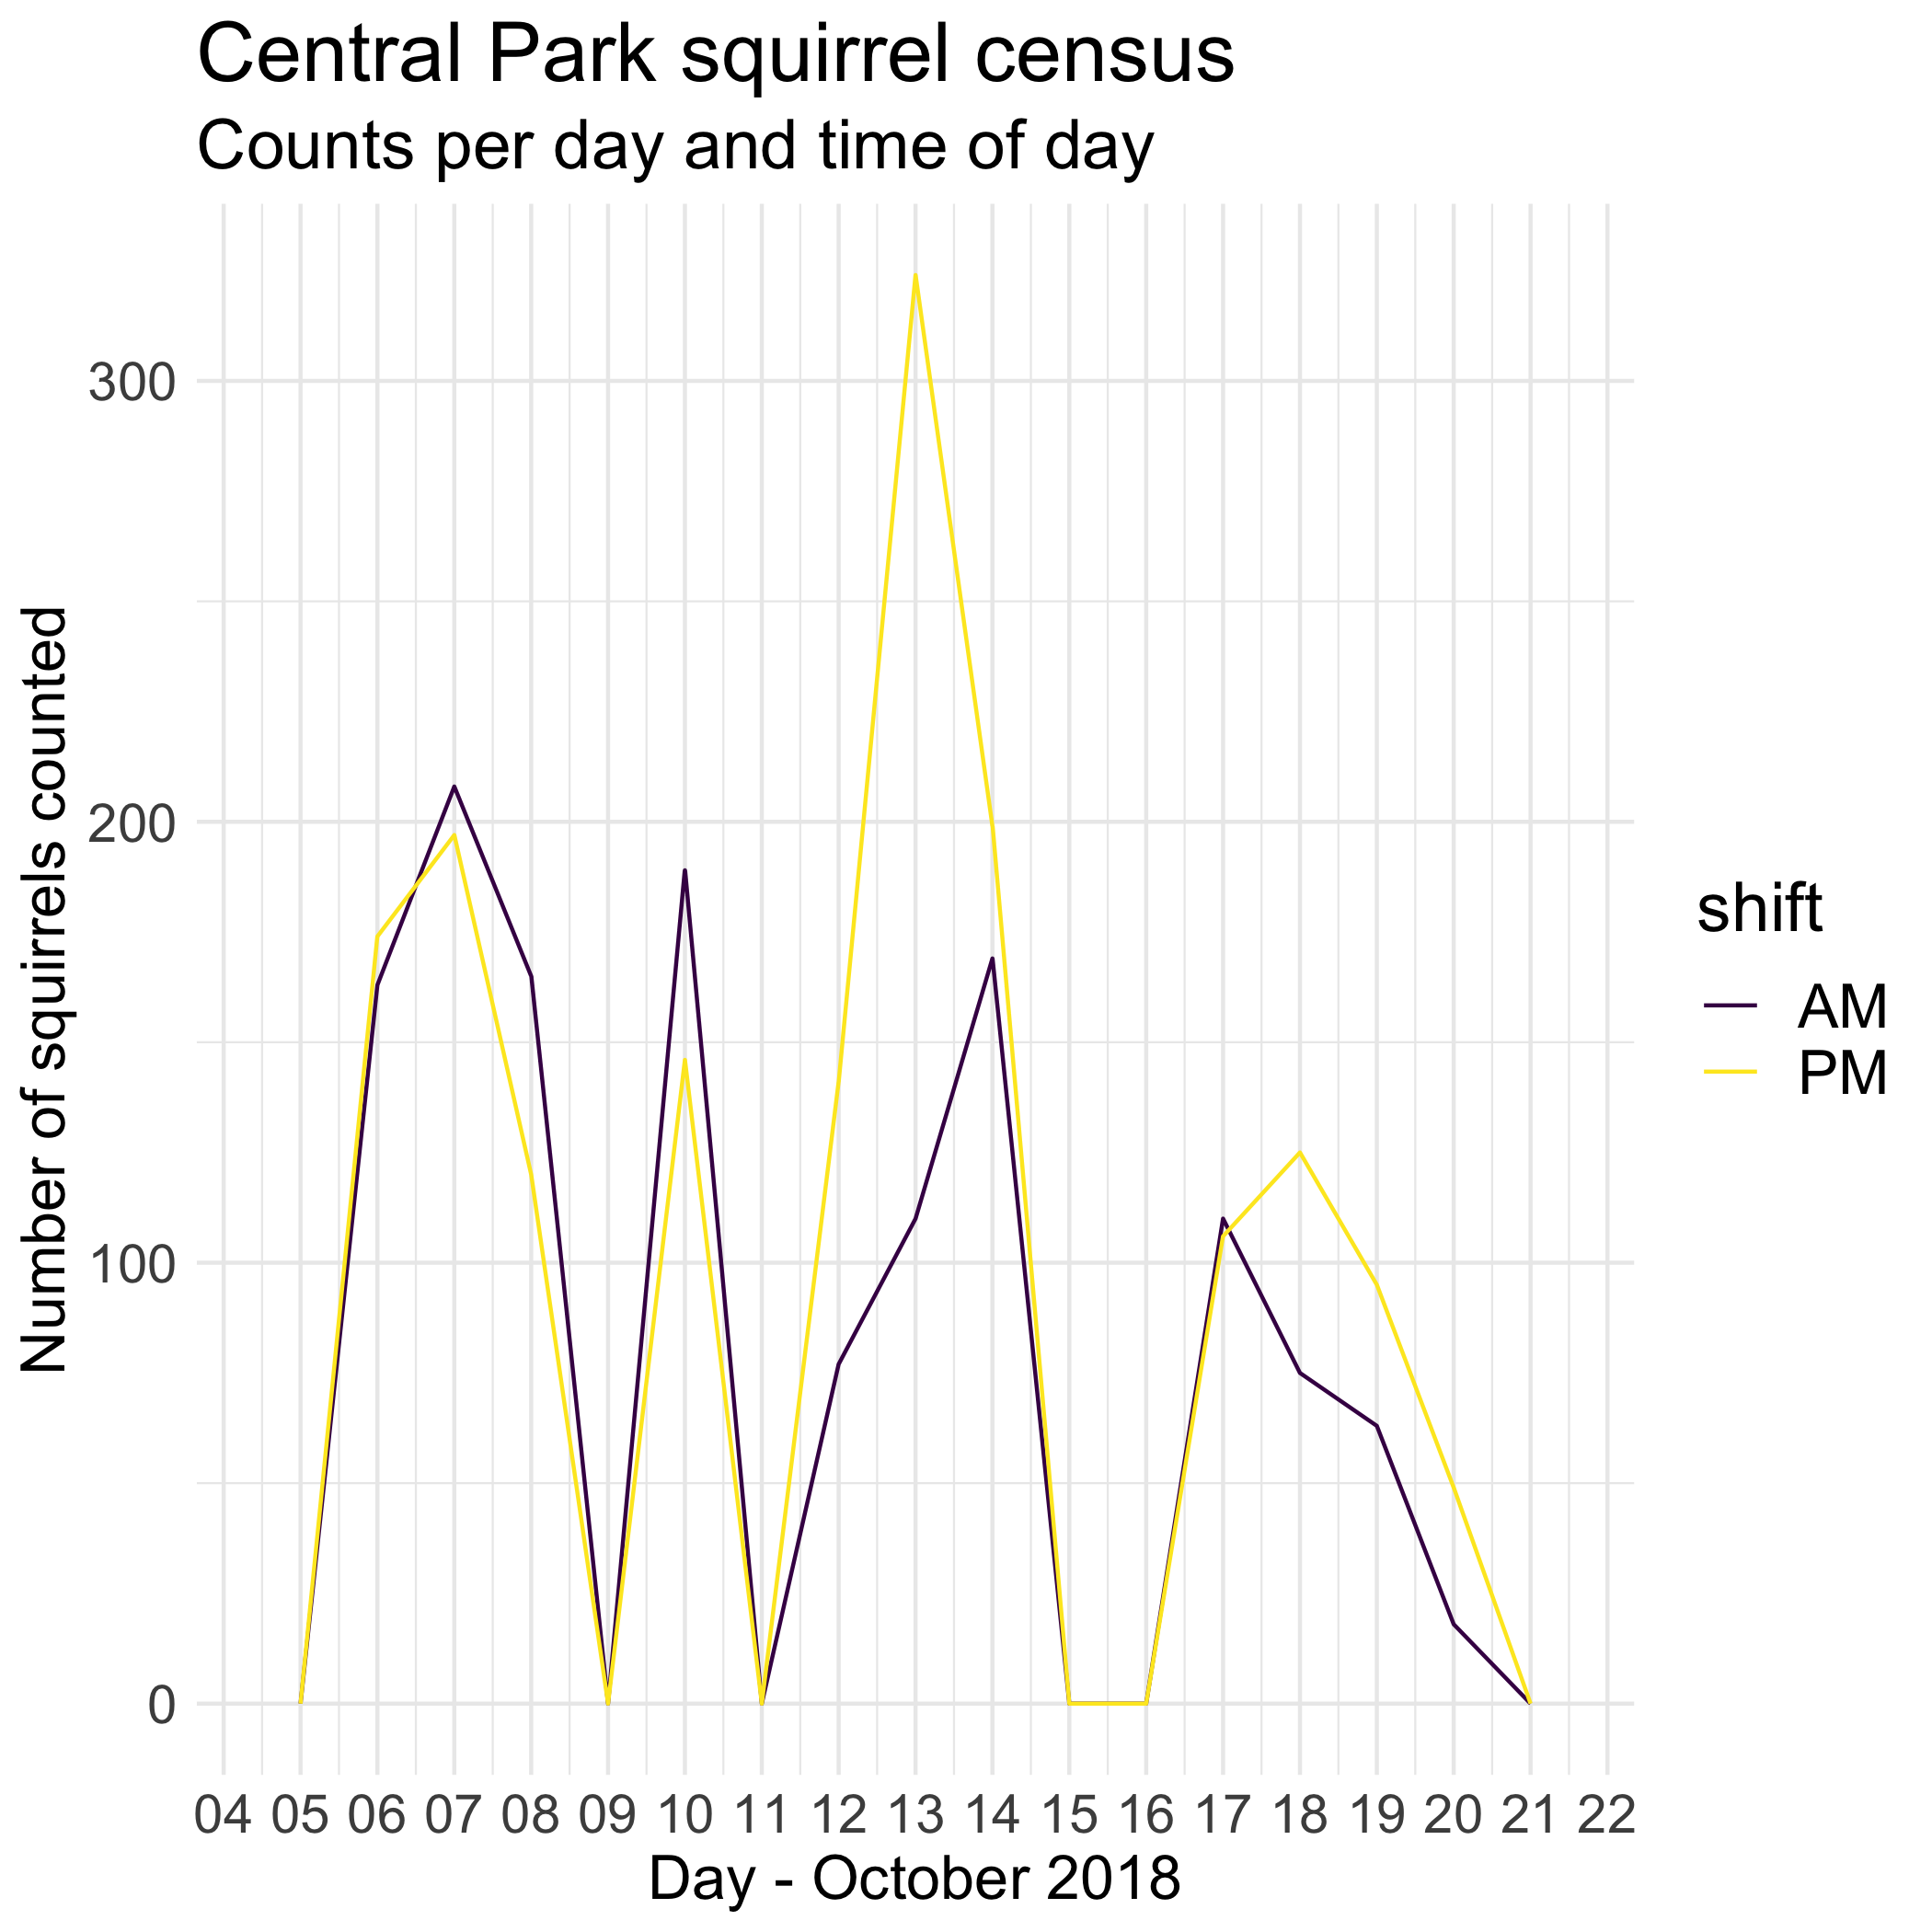 Central Park squirrel census
Counts per day and time of day
Number of squirrels counted
300
200
100
0
04 05 06 07 08 09 10 11 12 13 14 15 16 17 18 19 20 21 22
Day - October 2018
shift
AM
PM